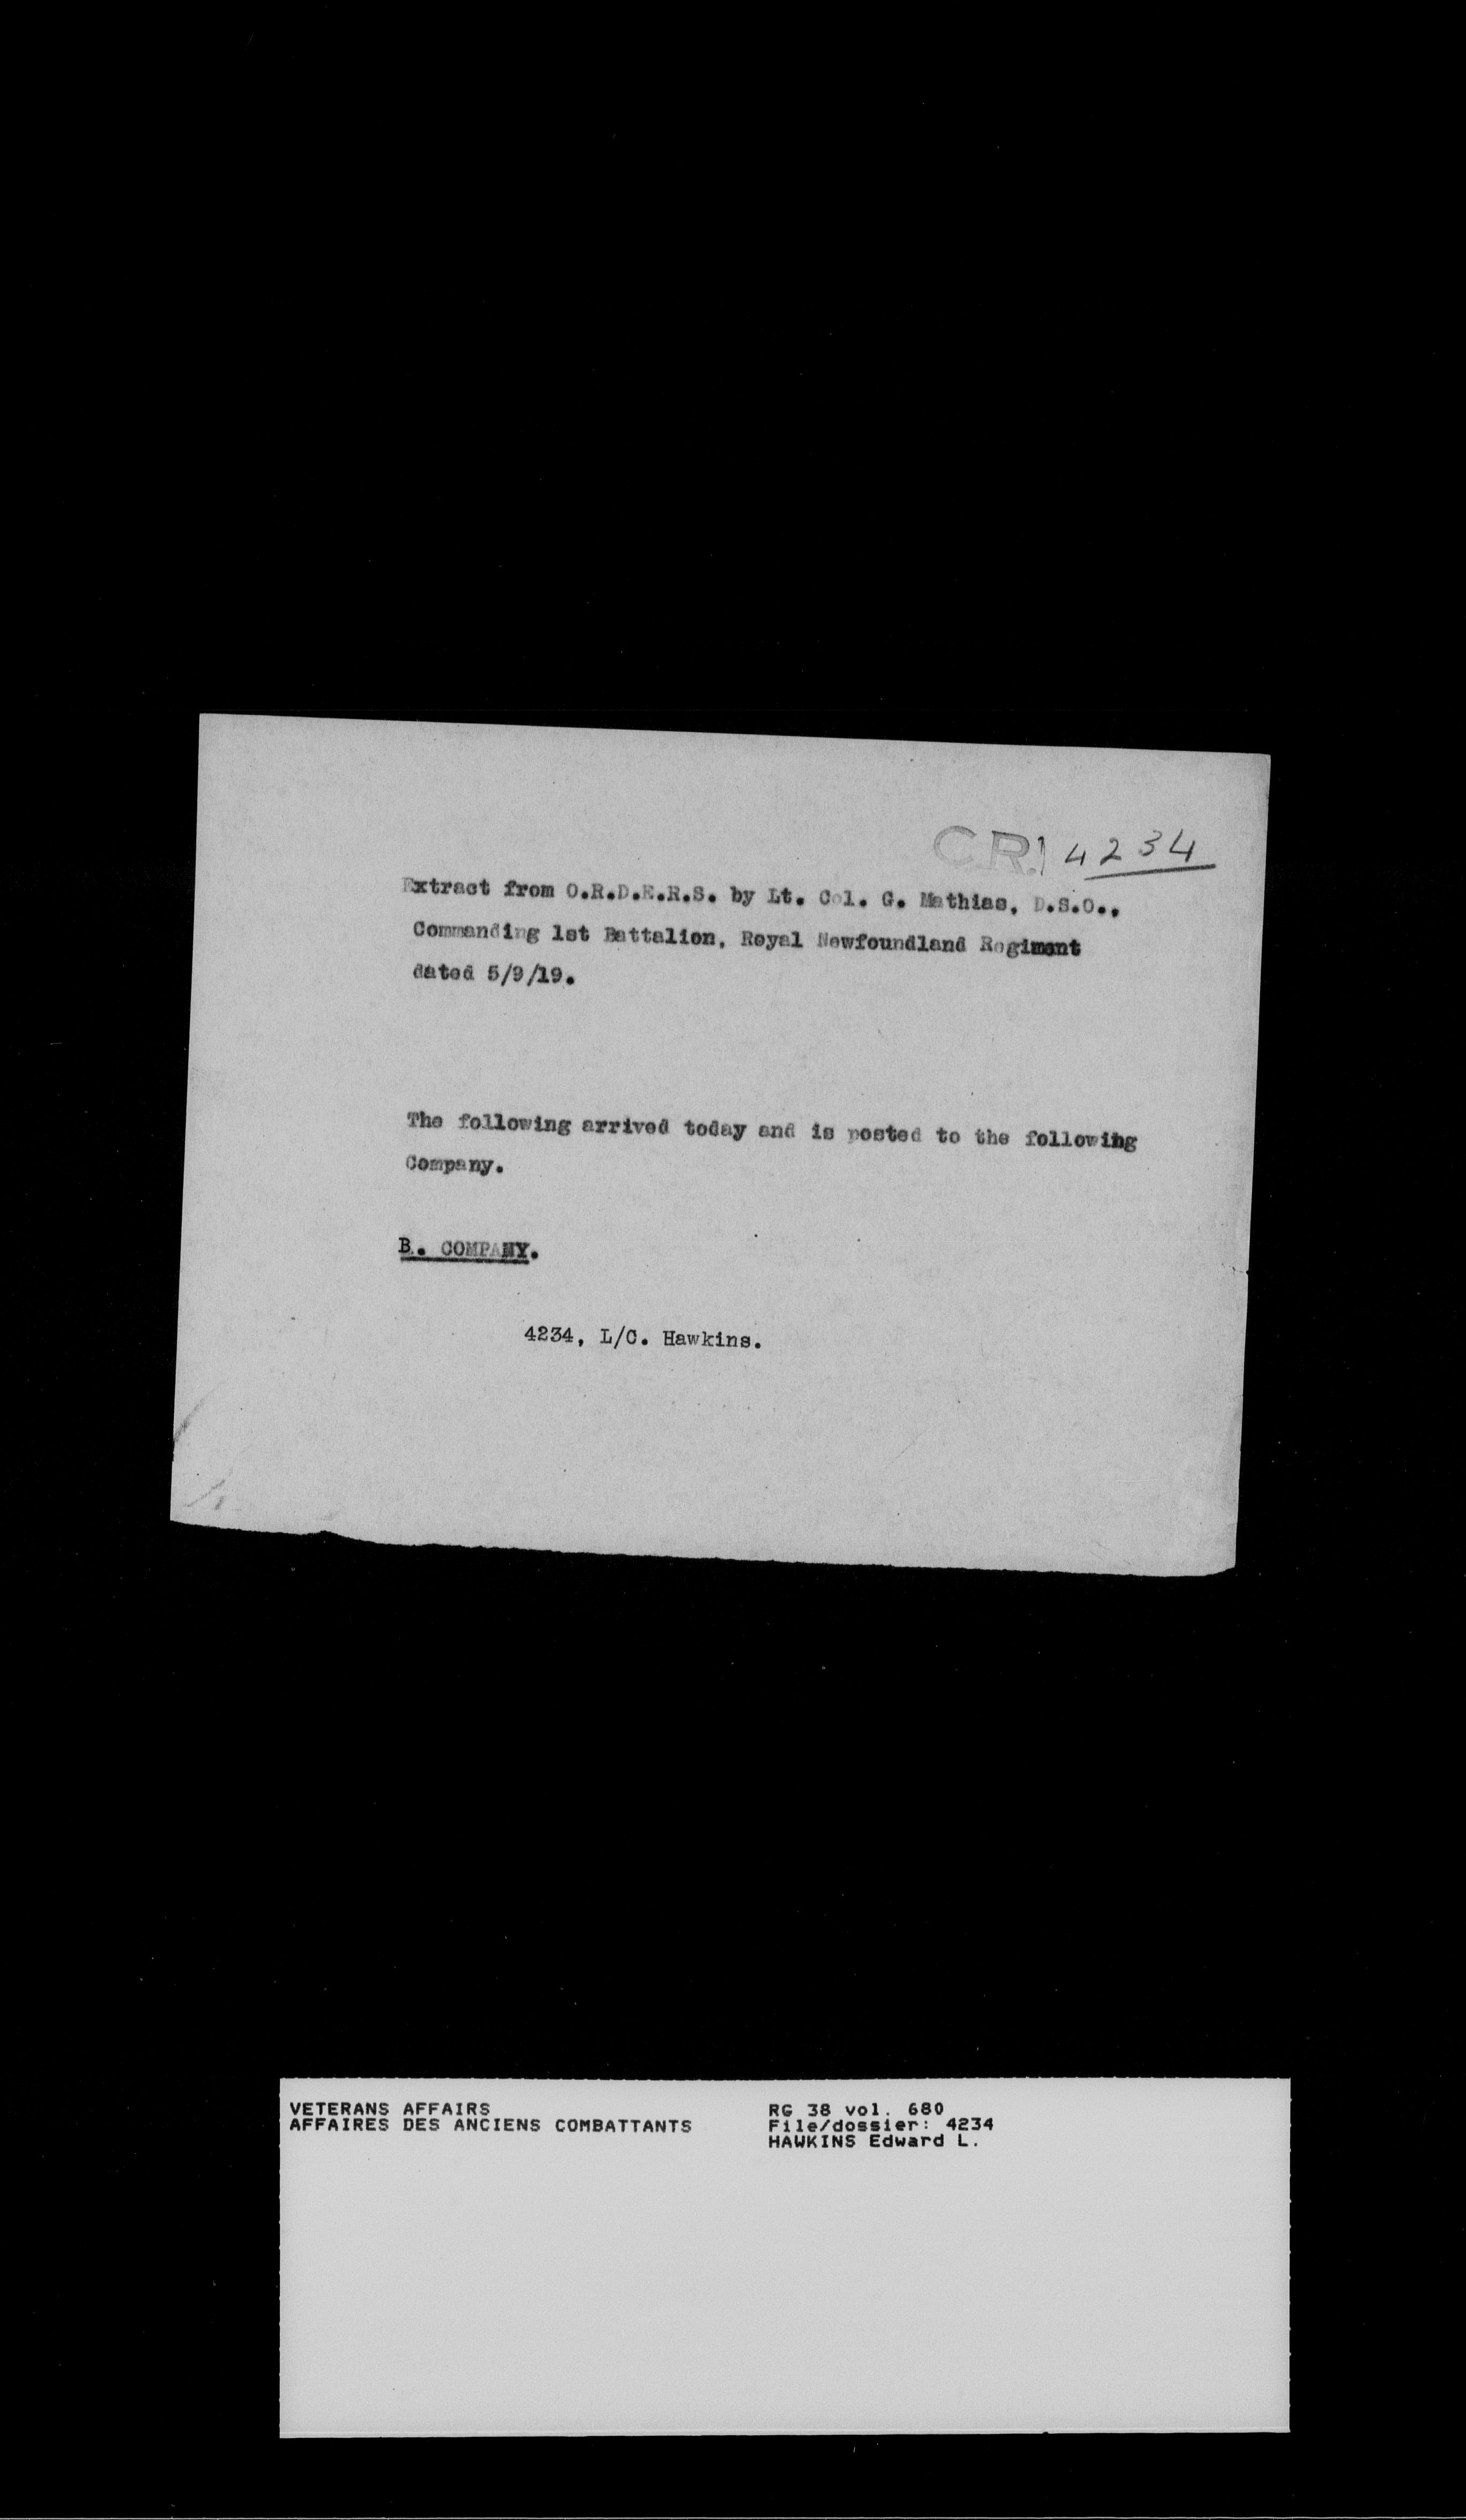 C.R. 4234
Extract from O.R.D.E.R.S. by Lt. Col. G. Mathias, D.S.O.,
Commanding 1st Battalion, Royal Newfoundland Regiment
dated 5/9/19.
The following arrived today and is posted to the following
Company.
B. COMPANY.
4234, L/C. Hawkins.
VETERANS AFFAIRS
AFFAIRES DES ANCIENS COMBATTANTS
RG 38 vol. 680
File/dossier: 4234
HAWKINS Edward L.